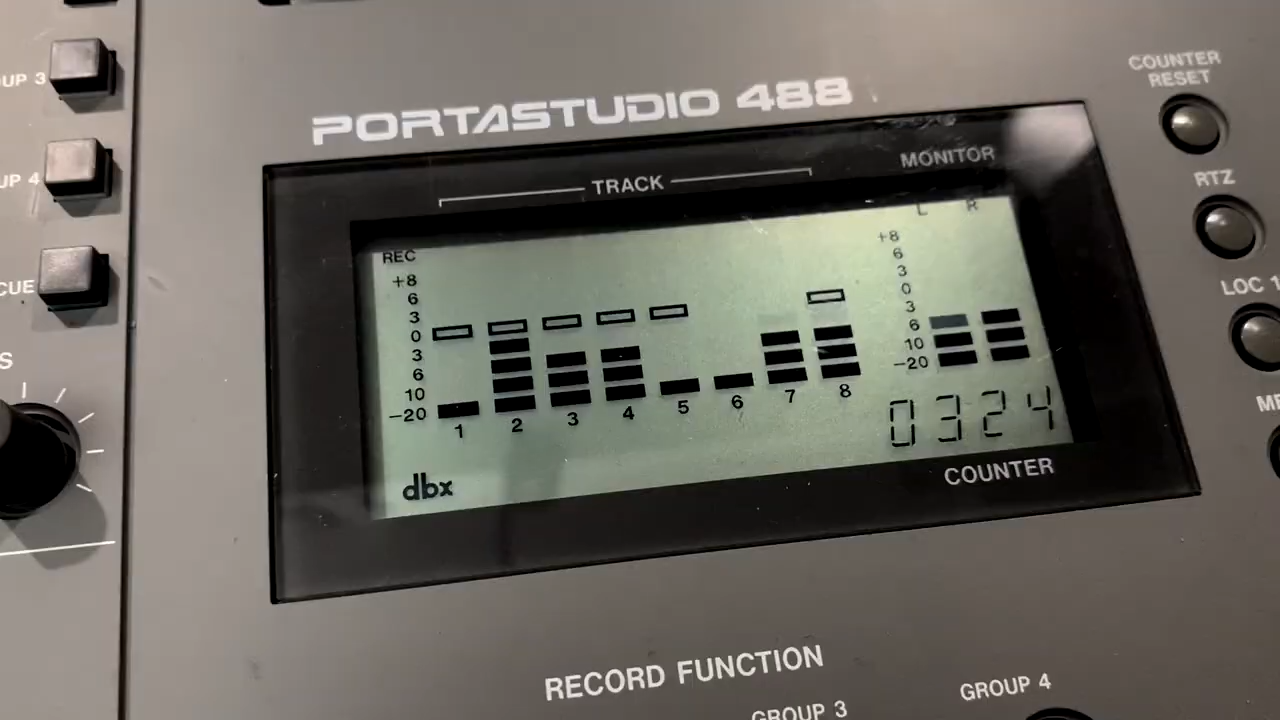 PORTASTUDIO 488
COUNTER
RESET
UP 3
UP 4
CUE
S
RTZ
LOC 1
TRACK
MONITOR
L R
REC
+8
6
3
0
3
6
10
−20
1 2 3 4 5 6 7 8
+8
6
3
0
3
6
10
−20
0324
dbx
COUNTER
RECORD FUNCTION
GROUP 3
GROUP 4